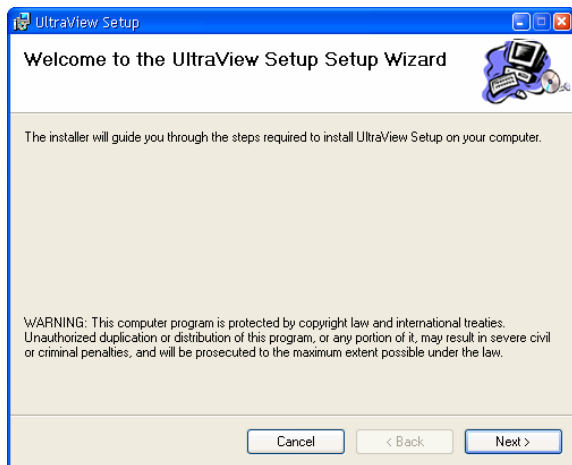 UltraView Setup
Welcome to the UltraView Setup Setup Wizard
The installer will guide you through the steps required to install UltraView Setup on your computer.
WARNING: This computer program is protected by copyright law and international treaties.
Unauthorized duplication or distribution of this program, or any portion of it, may result in severe civil
or criminal penalties, and will be prosecuted to the maximum extent possible under the law.
Cancel
< Back
Next >